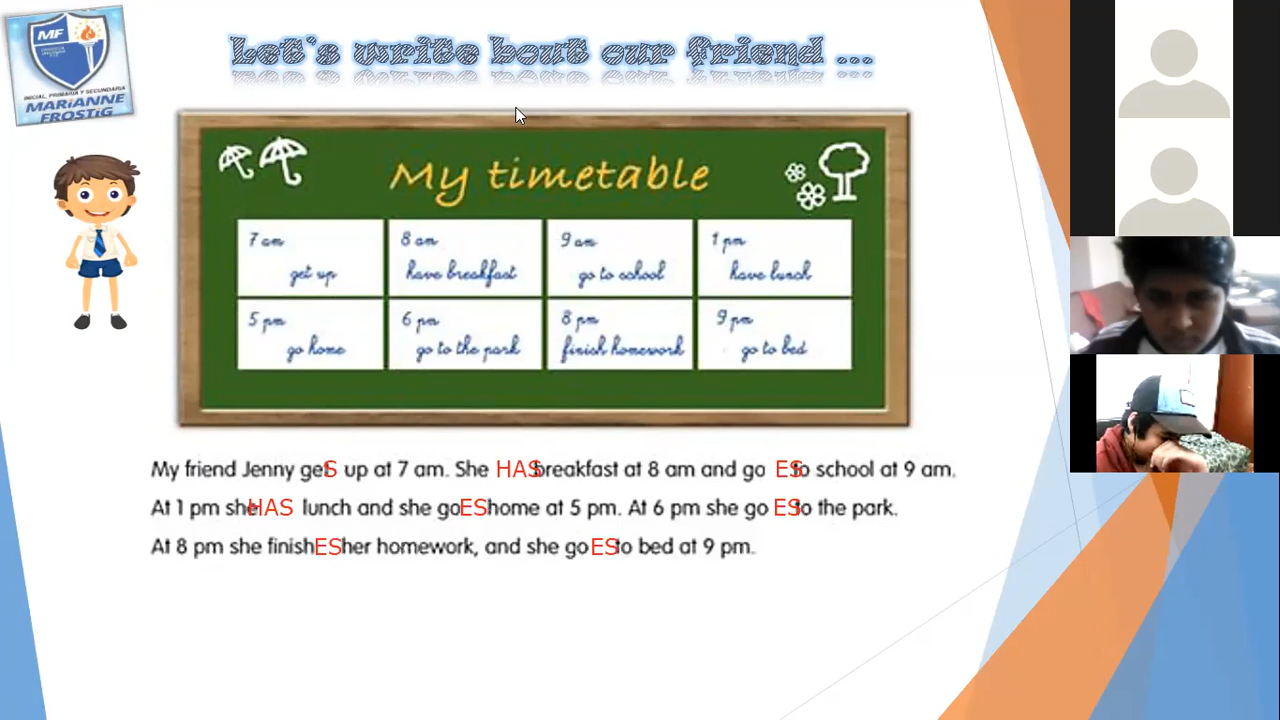 MF
INICIAL, PRIMARIA Y SECUNDARIA
MARiANNE
FROSTiG
Let's write bout our friend ...
My timetable
7 am
get up
8 am
have breakfast
9 am
go to school
1 pm
have lunch
5 pm
go home
6 pm
go to the park
8 pm
finish homework
9 pm
go to bed
My friend Jenny getS up at 7 am. She HAS breakfast at 8 am and go ES to school at 9 am.
At 1 pm she HAS lunch and she goES home at 5 pm. At 6 pm she go ES to the park.
At 8 pm she finishES her homework, and she go ES to bed at 9 pm.